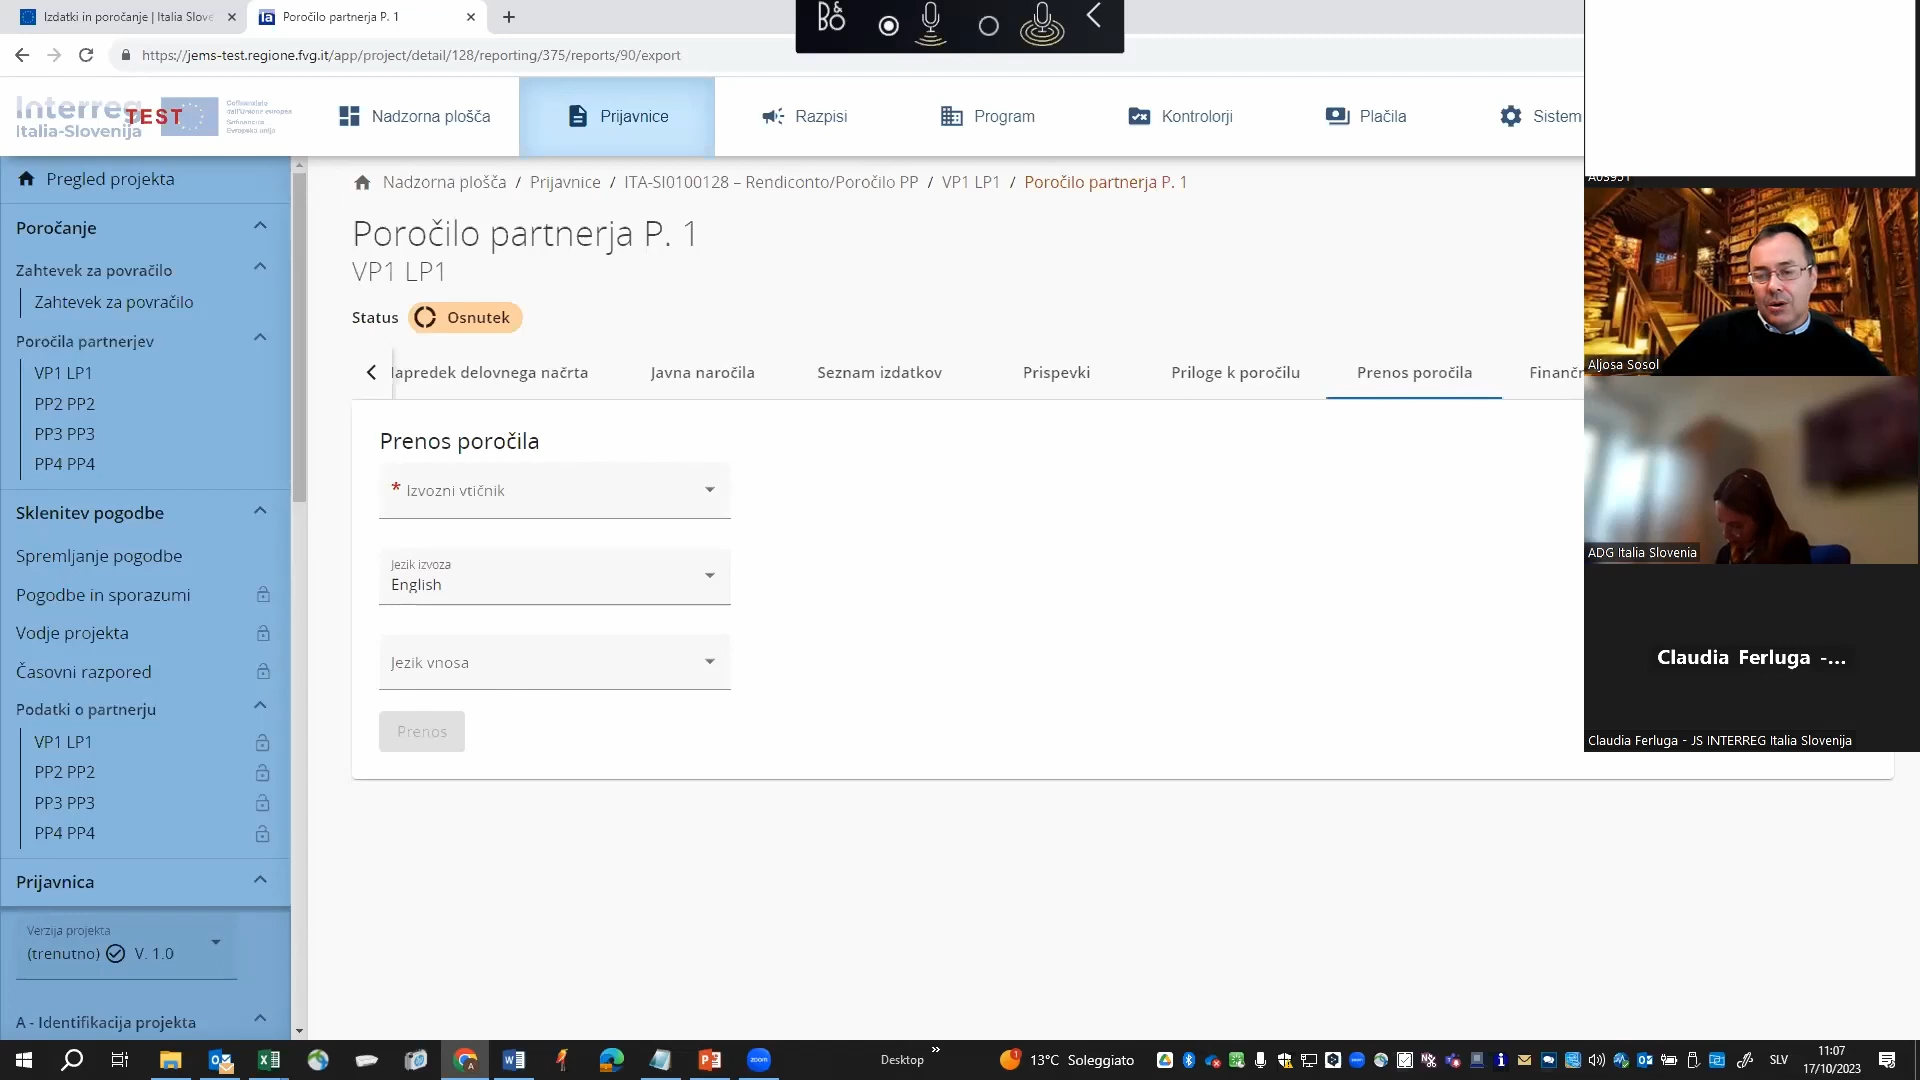 Izdatki in poročanje | Italia Slove
Poročilo partnerja P. 1
https://jems-test.regione.fvg.it/app/project/detail/128/reporting/375/reports/90/export
Interreg
TEST
Italia-Slovenija
Nadzorna plošča
Prijavnice
Razpisi
Program
Kontrolorji
Plačila
Sistem
Pregled projekta
Poročanje
Zahtevek za povračilo
Zahtevek za povračilo
Poročila partnerjev
VP1 LP1
PP2 PP2
PP3 PP3
PP4 PP4
Sklenitev pogodbe
Spremljanje pogodbe
Pogodbe in sporazumi
Vodje projekta
Časovni razpored
Podatki o partnerju
VP1 LP1
PP2 PP2
PP3 PP3
PP4 PP4
Prijavnica
Verzija projekta
(trenutno) V. 1.0
A - Identifikacija projekta
Nadzorna plošča / Prijavnice / ITA-SI0100128 – Rendiconto/Poročilo PP / VP1 LP1 / Poročilo partnerja P. 1
Poročilo partnerja P. 1
VP1 LP1
Status Osnutek
apredek delovnega načrta Javna naročila Seznam izdatkov Prispevki Priloge k poročilu Prenos poročila Financr
Prenos poročila
* Izvozni vtičnik
Jezik izvoza
English
Jezik vnosa
Prenos
Aljosa Sosol
ADG Italia Slovenia
Claudia Ferluga -...
Claudia Ferluga - JS INTERREG Italia Slovenija
Desktop
13°C Soleggiato
SLV
11:07
17/10/2023